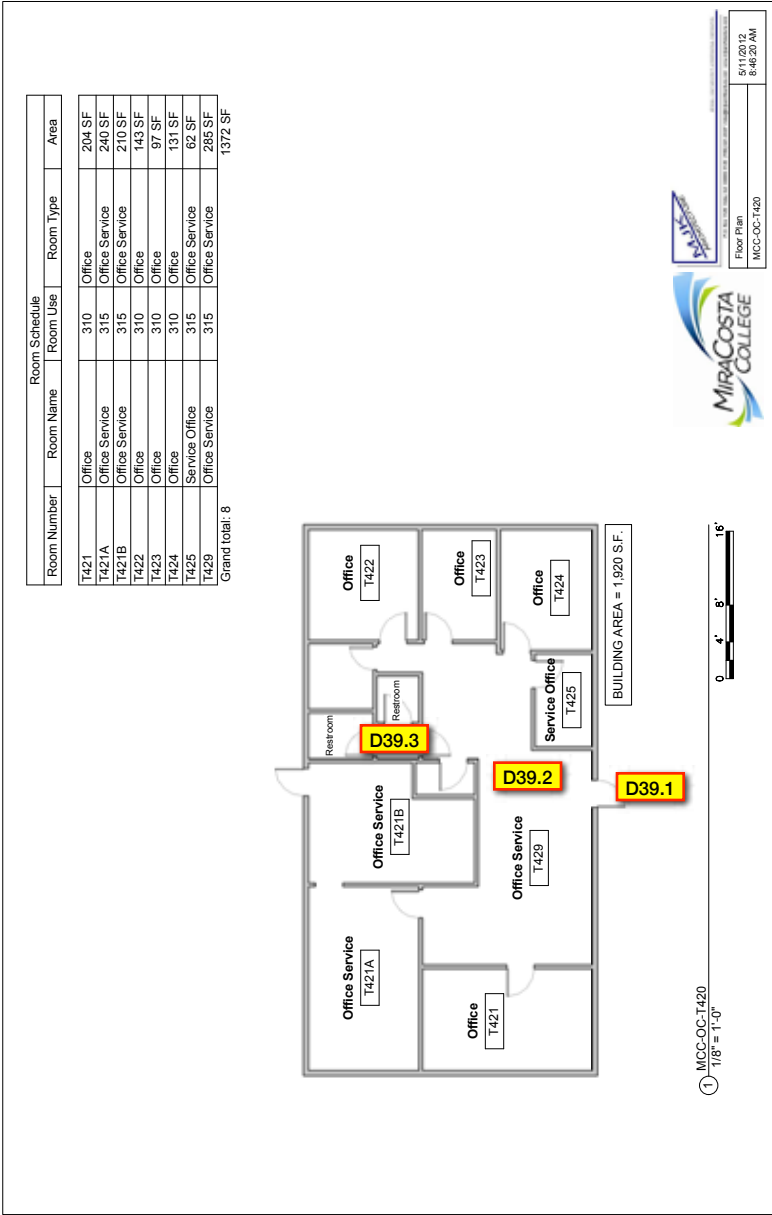 Room Schedule
Room Number Room Name Room Use Room Type Area
T421 Office 310 Office 204 SF
T421A Office Service 315 Office Service 240 SF
T421B Office Service 315 Office Service 210 SF
T422 Office 310 Office 143 SF
T423 Office 310 Office 97 SF
T424 Office 310 Office 131 SF
T425 Service Office 315 Office Service 62 SF
T429 Office Service 315 Office Service 285 SF
Grand total: 8 1372 SF
Office Service
T421A
Office Service
T421B
Restroom
Restroom
Office
T422
Office
T423
Office
T424
Service Office
T425
Office Service
T429
Office
T421
D39.3
D39.2
D39.1
BUILDING AREA = 1,920 S.F.
1 MCC-OC-T420
1/8" = 1'-0"
0 4' 8' 16'
MIRACOSTA
COLLEGE
MJK
ARCHITECTURE
Floor Plan
MCC-OC-T420
5/11/2012
8:46:20 AM